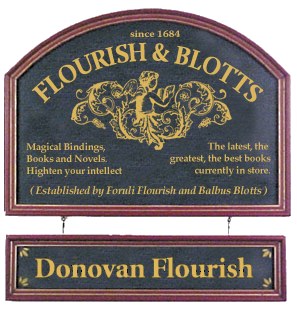 since 1684
FLOURISH & BLOTTS
Magical Bindings,
Books and Novels.
Highten your intellect
The latest, the
greatest, the best books
currently in store.
( Established by Foruli Flourish and Balbus Blotts )
Donovan Flourish